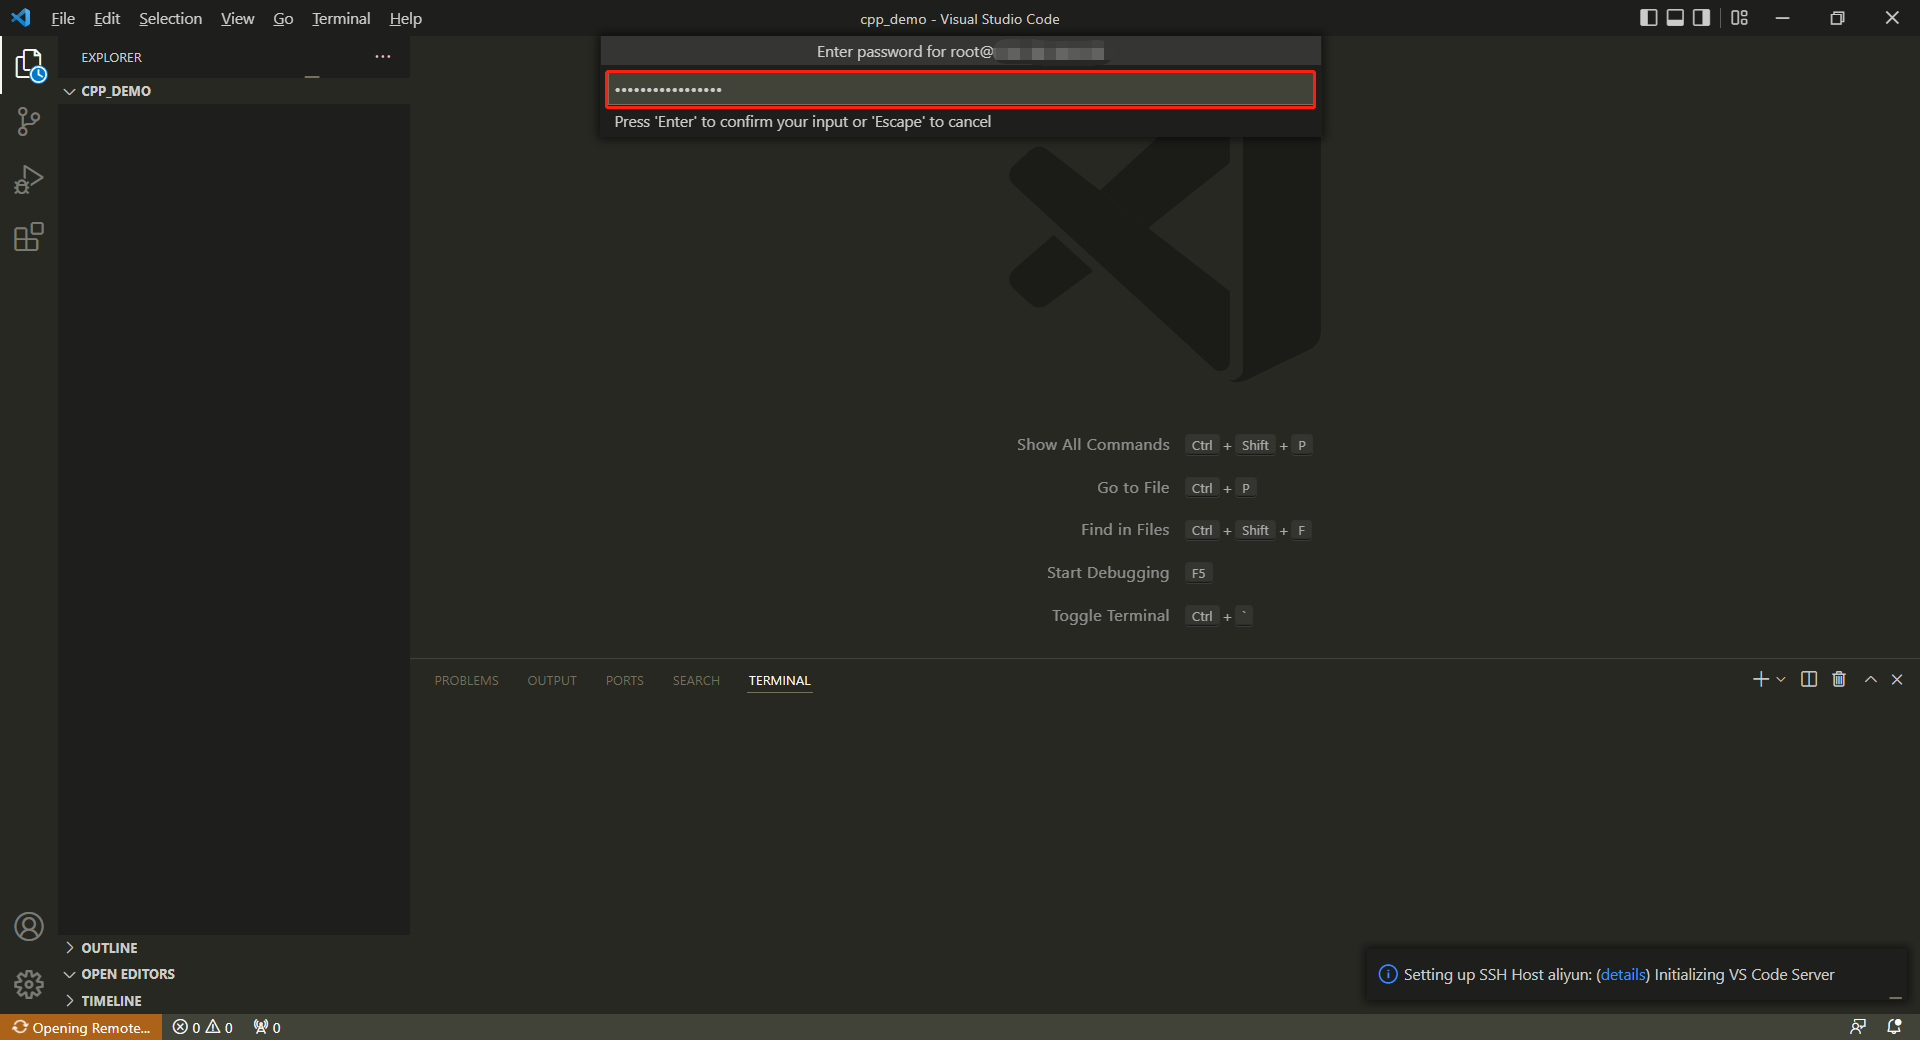 File Edit Selection View Go Terminal Help
cpp_demo - Visual Studio Code
EXPLORER
CPP_DEMO
Enter password for root@
•••••••••••••••••
Press 'Enter' to confirm your input or 'Escape' to cancel
Show All Commands Ctrl + Shift + P
Go to File Ctrl + P
Find in Files Ctrl + Shift + F
Start Debugging F5
Toggle Terminal Ctrl + `
PROBLEMS OUTPUT PORTS SEARCH TERMINAL
OUTLINE
OPEN EDITORS
TIMELINE
Setting up SSH Host aliyun: (details) Initializing VS Code Server
Opening Remote... 0 0 0